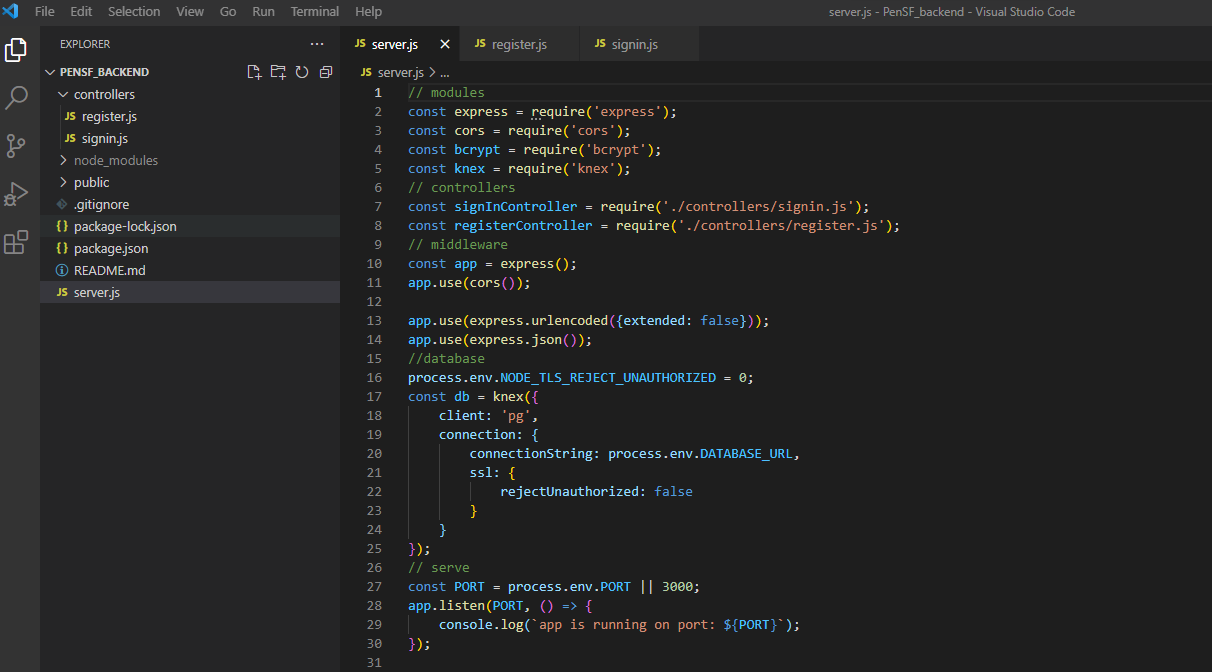 File Edit Selection View Go Run Terminal Help
server.js - PenSF_backend - Visual Studio Code
EXPLORER
PENSF_BACKEND
controllers
JS register.js
JS signin.js
node_modules
public
.gitignore
{} package-lock.json
{} package.json
README.md
JS server.js
JS server.js
JS register.js
JS signin.js
JS server.js > ...
1 // modules
2 const express = require('express');
3 const cors = require('cors');
4 const bcrypt = require('bcrypt');
5 const knex = require('knex');
6 // controllers
7 const signInController = require('./controllers/signin.js');
8 const registerController = require('./controllers/register.js');
9 // middleware
10 const app = express();
11 app.use(cors());
12
13 app.use(express.urlencoded({extended: false}));
14 app.use(express.json());
15 //database
16 process.env.NODE_TLS_REJECT_UNAUTHORIZED = 0;
17 const db = knex({
18 client: 'pg',
19 connection: {
20 connectionString: process.env.DATABASE_URL,
21 ssl: {
22 rejectUnauthorized: false
23 }
24 }
25 });
26 // serve
27 const PORT = process.env.PORT || 3000;
28 app.listen(PORT, () => {
29 console.log(`app is running on port: ${PORT}`);
30 });
31